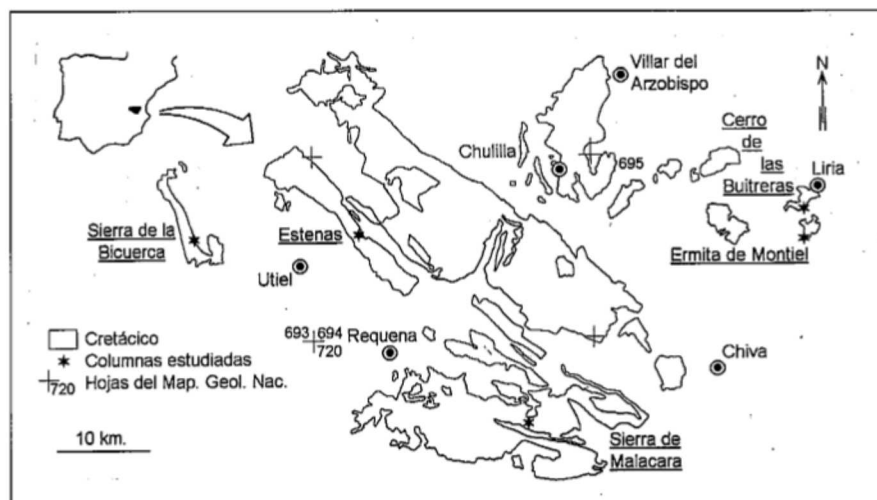 Villar del
Arzobispo
N
Cerro
de
las
Buitreras
Chulilla
695
Liria
Sierra de la
Bicuerca
Estenas
Ermita de Montiel
Utiel
693 694
720
Requena
Chiva
Cretácico
Columnas estudiadas
720 Hojas del Map. Geol. Nac.
10 km.
Sierra de
Malacara